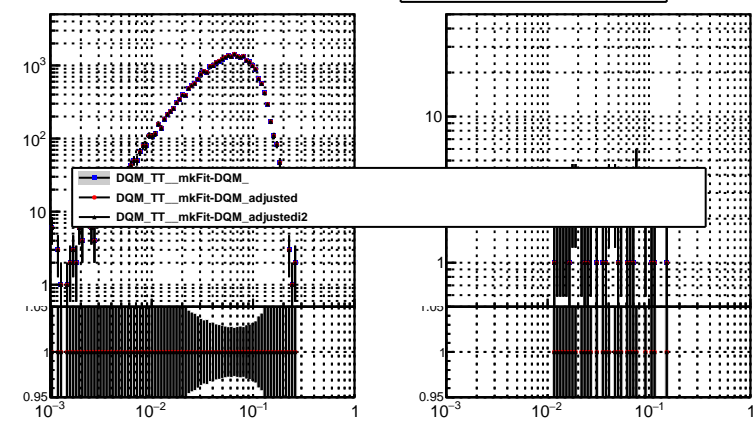 10³
10²
10
1
10
1
DQM_TT__mkFit-DQM_
DQM_TT__mkFit-DQM_adjusted
DQM_TT__mkFit-DQM_adjustedi2
1.05
1
0.95
1.05
1
0.95
10⁻³ 10⁻² 10⁻¹ 1
10⁻³ 10⁻² 10⁻¹ 1